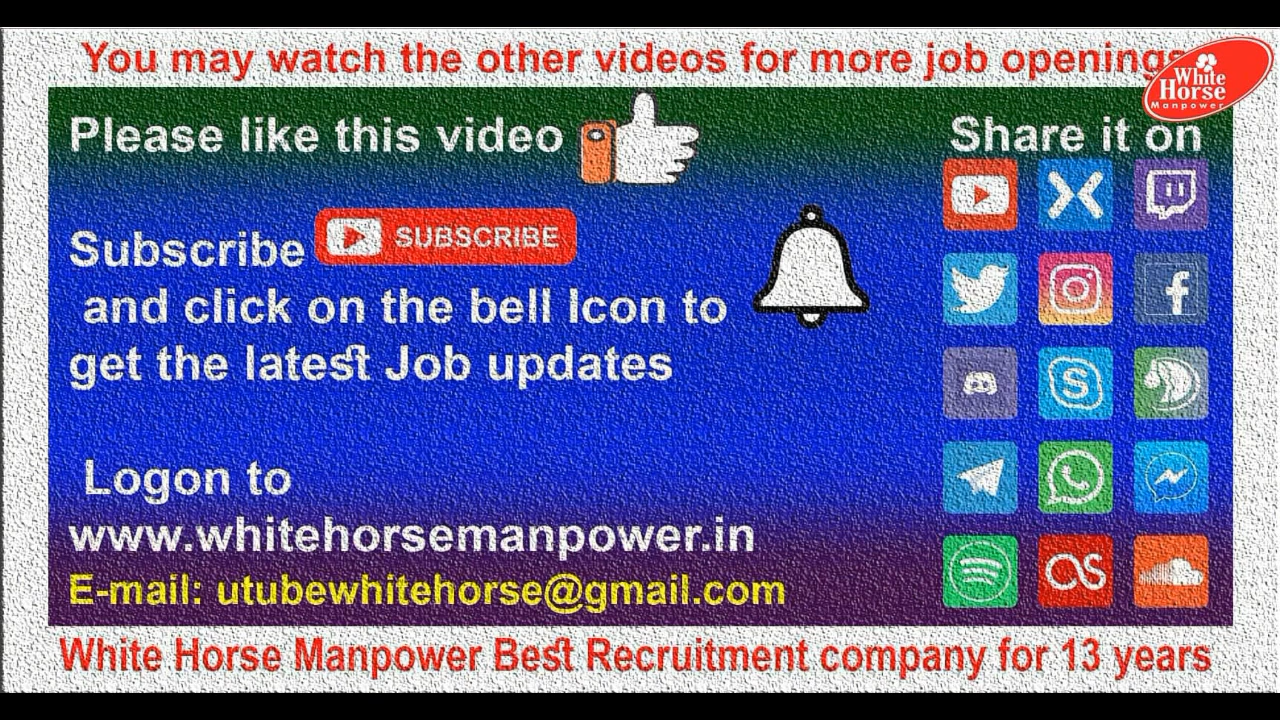 You may watch the other videos for more job openings
White
Horse
Manpower
Please like this video
Share it on
Subscribe
SUBSCRIBE
and click on the bell Icon to
get the latest Job updates
Logon to
www.whitehorsemanpower.in
E-mail: utubewhitehorse@gmail.com
White Horse Manpower Best Recruitment company for 13 years